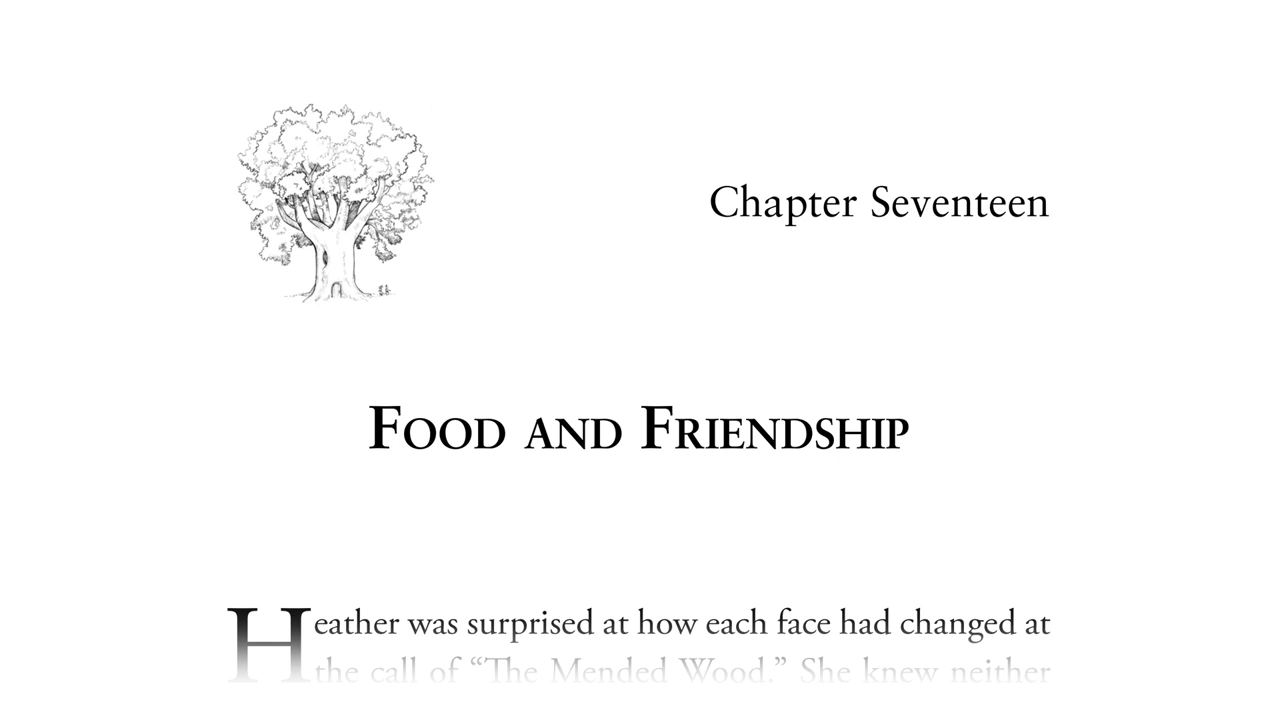 Chapter Seventeen
Food and Friendship
Heather was surprised at how each face had changed at
the call of “The Mended Wood.” She knew neither